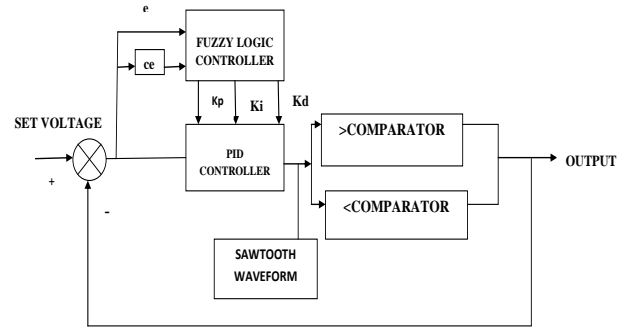 e
FUZZY LOGIC
CONTROLLER
ce
Kp
Ki
Kd
SET VOLTAGE
+
-
PID
CONTROLLER
>COMPARATOR
<COMPARATOR
OUTPUT
SAWTOOTH
WAVEFORM